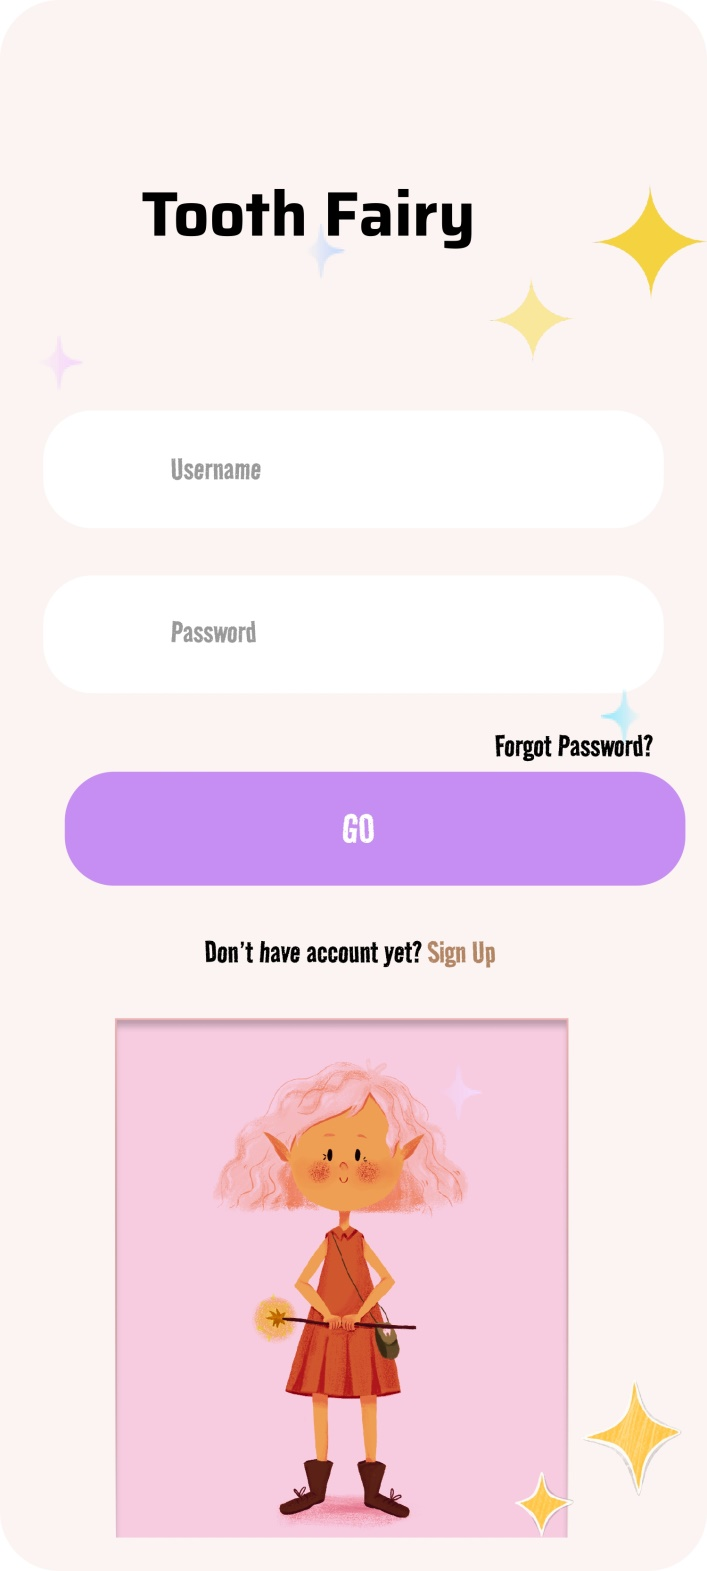 Tooth Fairy
Username
Password
Forgot Password?
GO
Don't have account yet? Sign Up